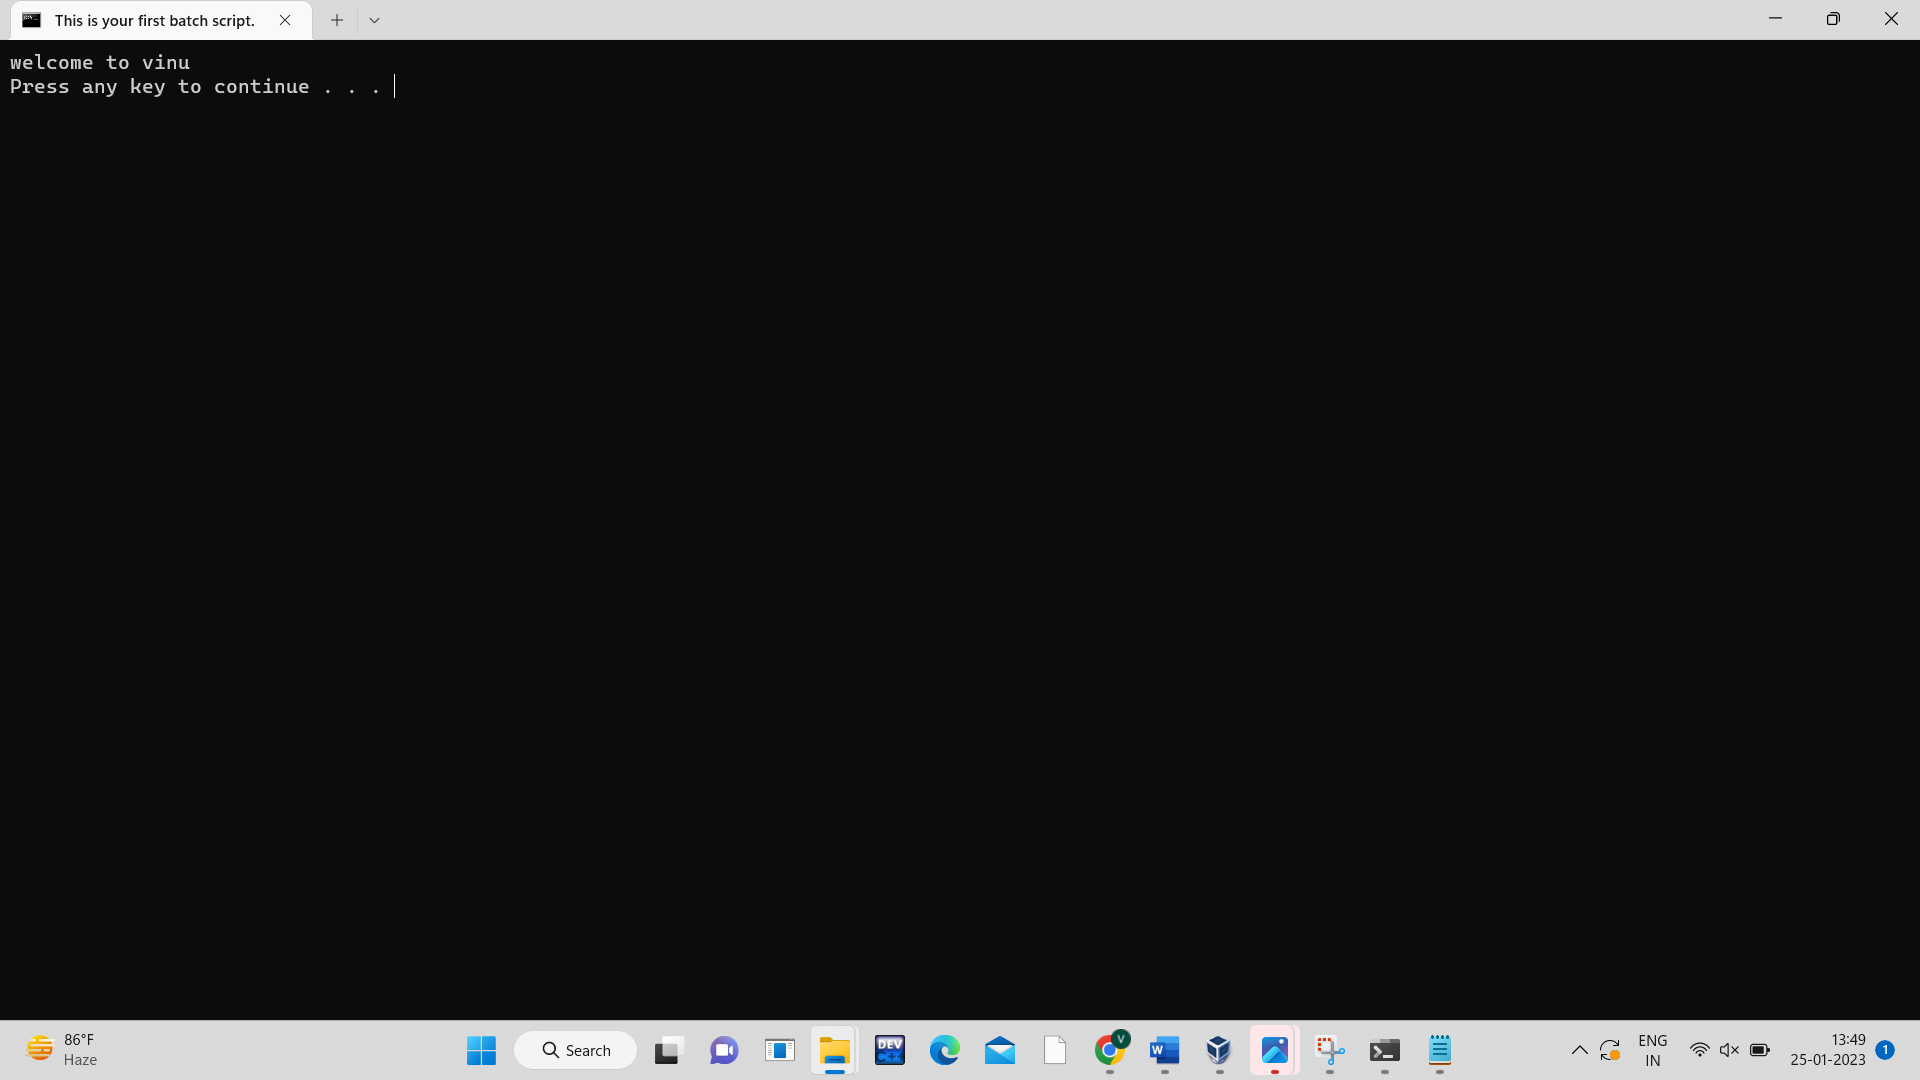 This is your first batch script.
welcome to vinu
Press any key to continue . . .
86°F
Haze
Search
DEV
C++
V
W
ENG
IN
13:49
25-01-2023
1